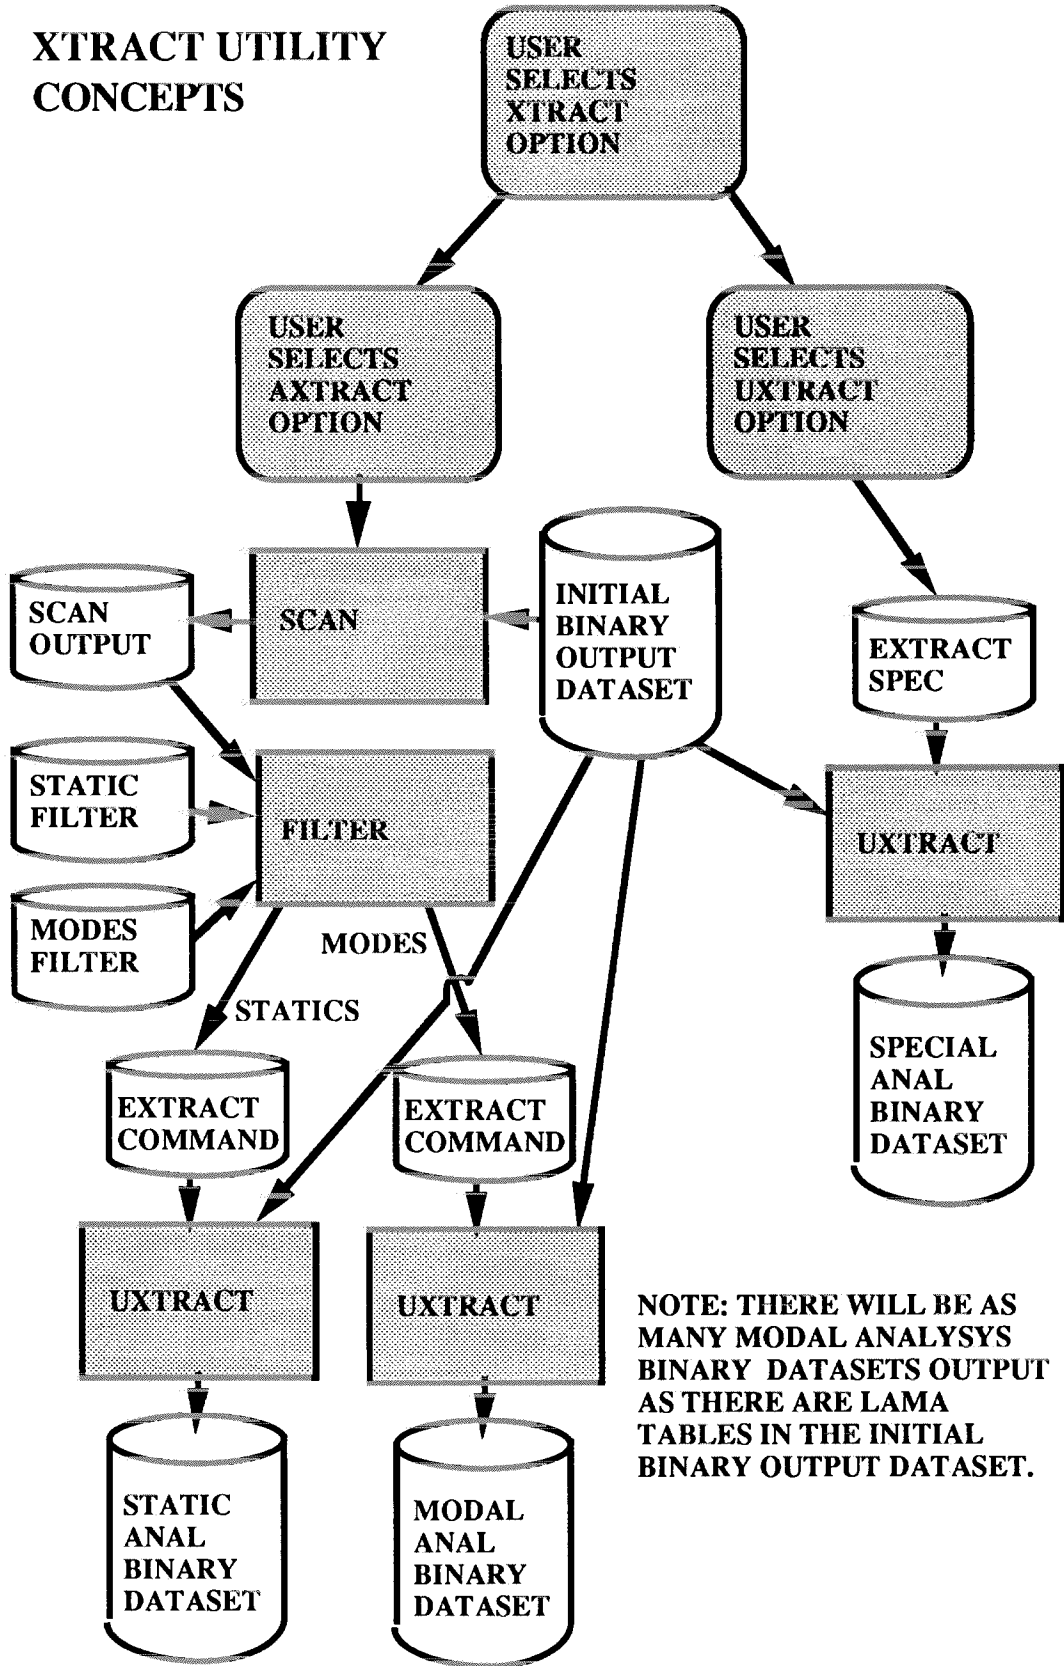 XTRACT UTILITY
CONCEPTS
USER
SELECTS
XTRACT
OPTION
USER
SELECTS
AXTRACT
OPTION
USER
SELECTS
UXTRACT
OPTION
SCAN
OUTPUT
SCAN
INITIAL
BINARY
OUTPUT
DATASET
EXTRACT
SPEC
STATIC
FILTER
FILTER
UXTRACT
MODES
FILTER
MODES
STATICS
EXTRACT
COMMAND
EXTRACT
COMMAND
SPECIAL
ANAL
BINARY
DATASET
UXTRACT
UXTRACT
NOTE: THERE WILL BE AS
MANY MODAL ANALYSYS
BINARY DATASETS OUTPUT
AS THERE ARE LAMA
TABLES IN THE INITIAL
BINARY OUTPUT DATASET.
STATIC
ANAL
BINARY
DATASET
MODAL
ANAL
BINARY
DATASET